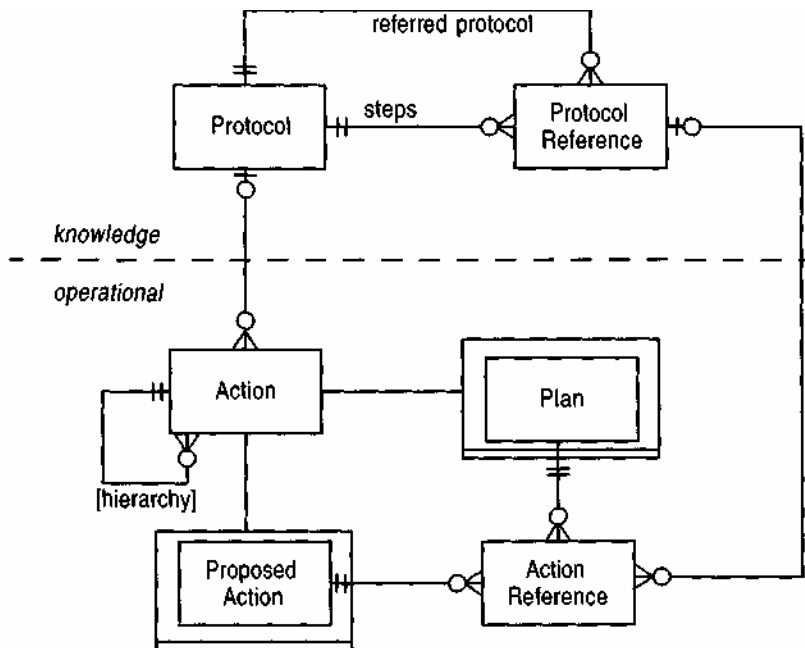 referred protocol
Protocol
steps
Protocol
Reference
knowledge
operational
Action
Plan
[hierarchy]
Proposed
Action
Action
Reference